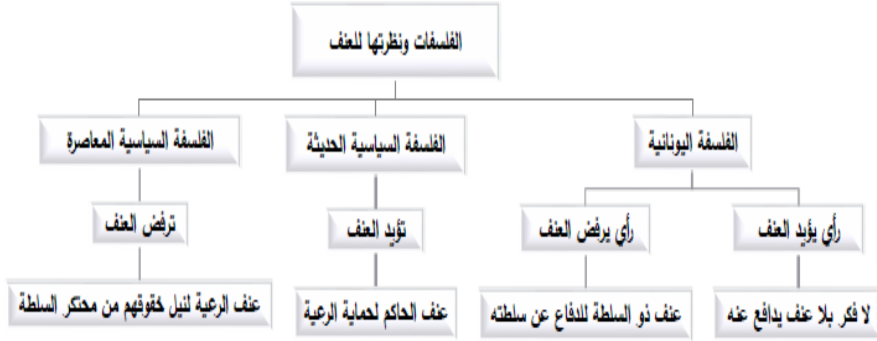 الفلسفات ونظرتها للعنف
الفلسفة اليونانية
الفلسفة السياسية الحديثة
الفلسفة السياسية المعاصرة
رأي يؤيد العنف
رأي يرفض العنف
تؤيد العنف
ترفض العنف
لا فكر بلا عنف يدافع عنه
عنف ذو السلطة للدفاع عن سلطته
عنف الحاكم لحماية الرعية
عنف الرعية لنيل خقوقهم من محتكر السلطة